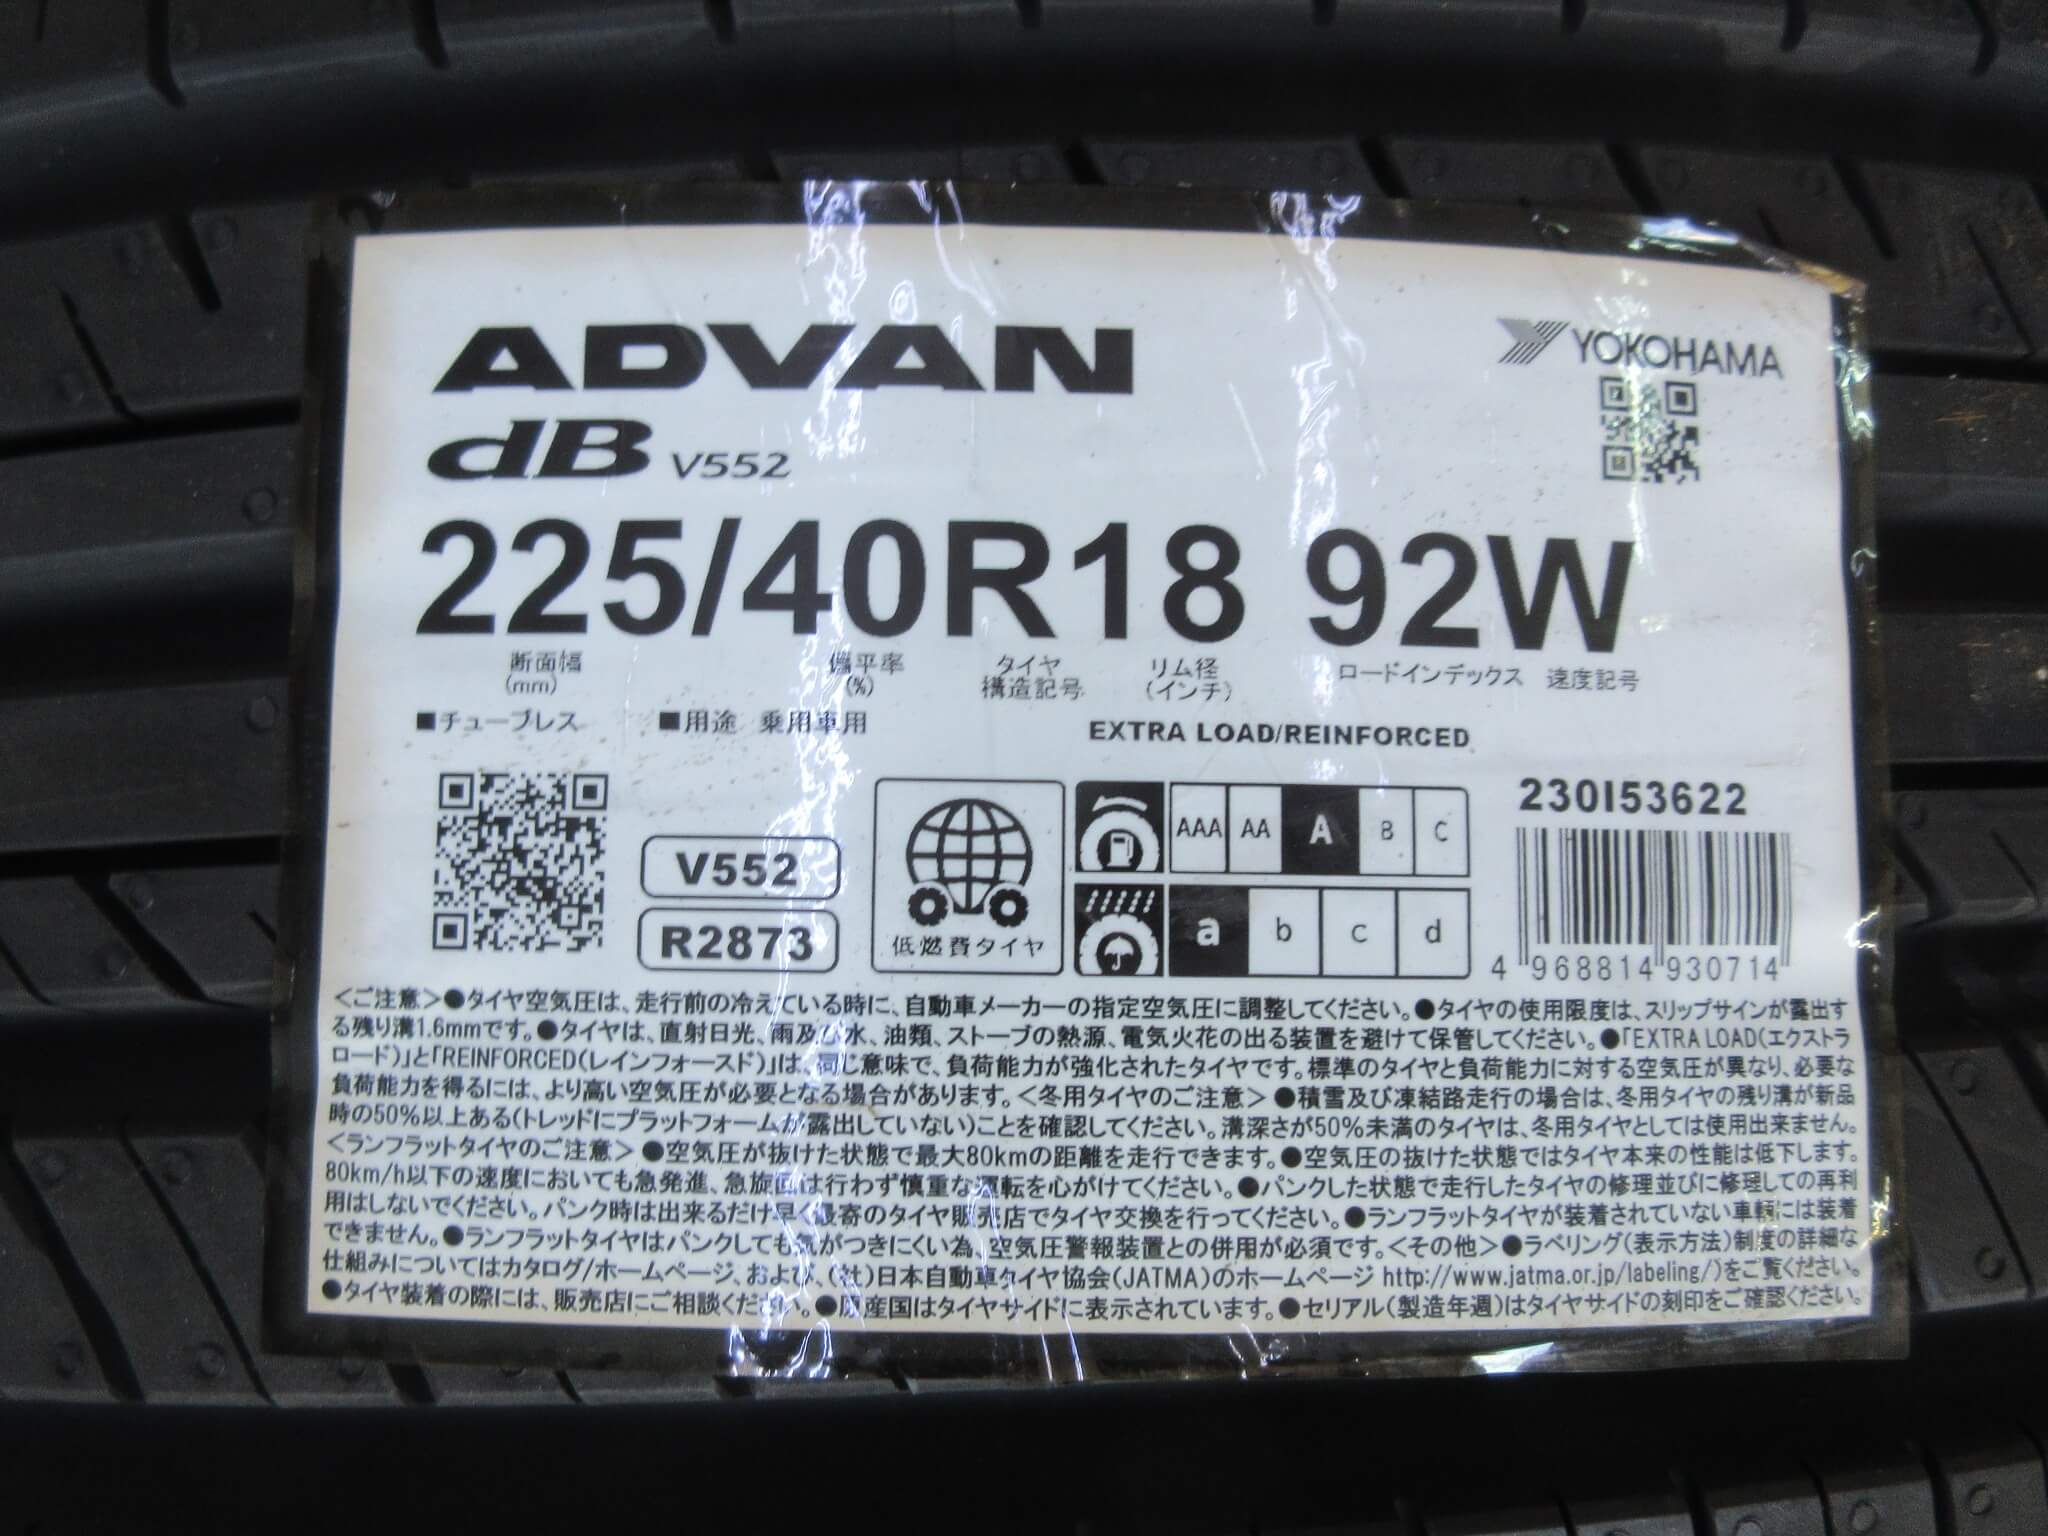 ADVAN
YOKOHAMA
dB V552
225/40R18 92W
断面幅 偏平率 タイヤ リム径 ロードインデックス 速度記号
(mm) (%) 構造記号 (インチ)
■チューブレス ■用途 乗用車用 EXTRA LOAD/REINFORCED
230I53622
V552
R2873
低燃費タイヤ
AAA AA A B C
a b c d
4 968814 930714
<ご注意>●タイヤ空気圧は、走行前の冷えている時に、自動車メーカーの指定空気圧に調整してください。●タイヤの使用限度は、スリップサインが露出す
る残り溝1.6mmです。●タイヤは、直射日光、雨及び水、油類、ストーブの熱源、電気火花の出る装置を避けて保管してください。●「EXTRA LOAD(エクストラ
ロード)」と「REINFORCED(レインフォースド)」は、同じ意味で、負荷能力が強化されたタイヤです。標準のタイヤと負荷能力に対する空気圧が異なり、必要な
負荷能力を得るには、より高い空気圧が必要となる場合があります。<冬用タイヤのご注意>●積雪及び凍結路走行の場合は、冬用タイヤの残り溝が新品
時の50%以上ある(トレッドにプラットフォームが露出していない)ことを確認してください。溝深さが50%未満のタイヤは、冬用タイヤとしては使用出来ません。
<ランフラットタイヤのご注意>●空気圧が抜けた状態で最大80kmの距離を走行できます。●空気圧の抜けた状態ではタイヤ本来の性能は低下します。
80km/h以下の速度においても急発進、急旋回は行わず慎重な運転を心がけてください。●パンクした状態で走行したタイヤの修理並びに修理しての再利
用はしないでください。パンク時は出来るだけ早く最寄のタイヤ販売店でタイヤ交換を行ってください。●ランフラットタイヤが装着されていない車輌には装着
できません。●ランフラットタイヤはパンクしても気がつきにくい為、空気圧警報装置との併用が必須です。<その他>●ラベリング(表示方法)制度の詳細な
仕組みについてはカタログ/ホームページ、および、(社)日本自動車タイヤ協会(JATMA)のホームページ http://www.jatma.or.jp/labeling/)をご覧ください。
●タイヤ装着の際には、販売店にご相談ください。●原産国はタイヤサイドに表示されています。●セリアル(製造年週)はタイヤサイドの刻印をご確認ください。